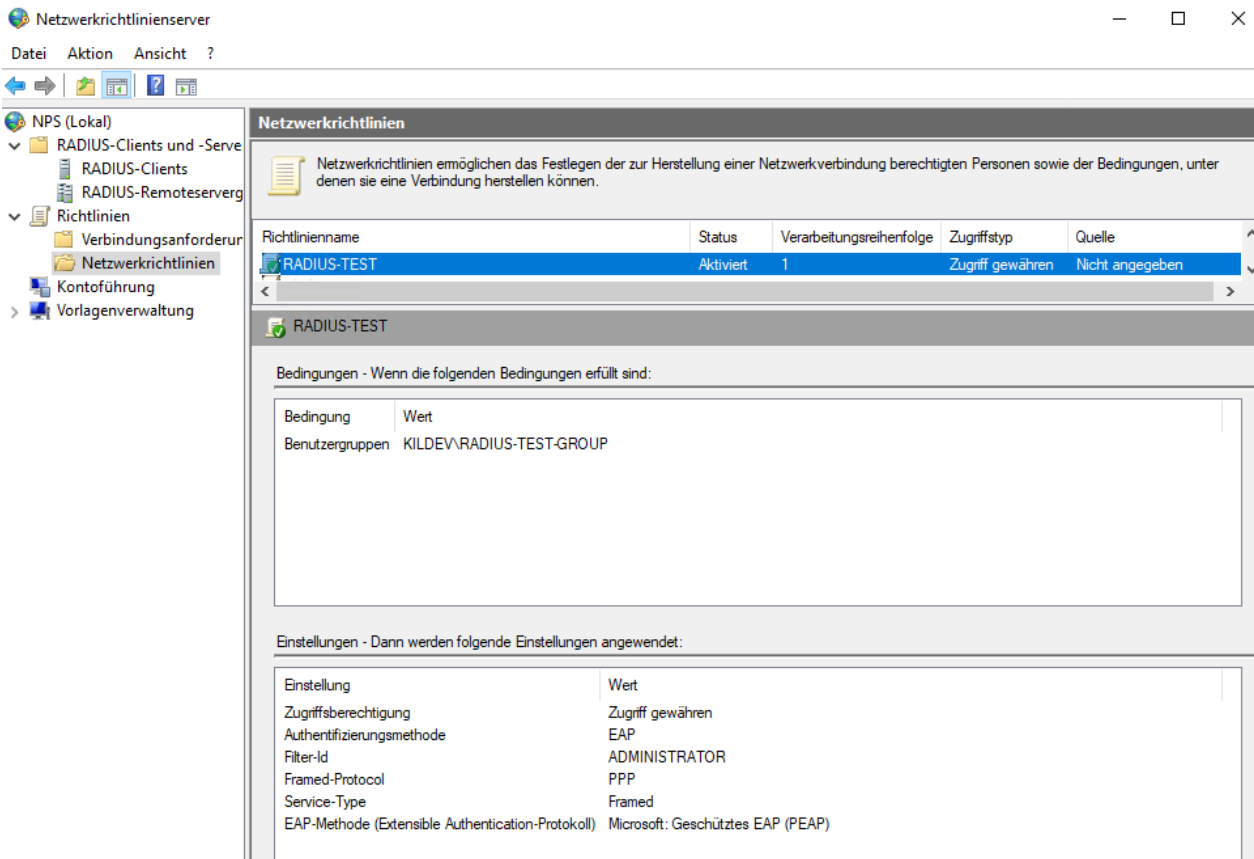 Netzwerkrichtlinienserver
Datei Aktion Ansicht ?
NPS (Lokal)
RADIUS-Clients und -Serve
RADIUS-Clients
RADIUS-Remoteserverg
Richtlinien
Verbindungsanforderur
Netzwerkrichtlinien
Kontoführung
Vorlagenverwaltung
Netzwerkrichtlinien
Netzwerkrichtlinien ermöglichen das Festlegen der zur Herstellung einer Netzwerkverbindung berechtigten Personen sowie der Bedingungen, unter
denen sie eine Verbindung herstellen können.
Richtlinienname Status Verarbeitungsreihenfolge Zugriffstyp Quelle
RADIUS-TEST Aktiviert 1 Zugriff gewähren Nicht angegeben
RADIUS-TEST
Bedingungen - Wenn die folgenden Bedingungen erfüllt sind:
Bedingung Wert
Benutzergruppen KILDEV\RADIUS-TEST-GROUP
Einstellungen - Dann werden folgende Einstellungen angewendet:
Einstellung Wert
Zugriffsberechtigung Zugriff gewähren
Authentifizierungsmethode EAP
Filter-Id ADMINISTRATOR
Framed-Protocol PPP
Service-Type Framed
EAP-Methode (Extensible Authentication-Protokoll) Microsoft: Geschütztes EAP (PEAP)